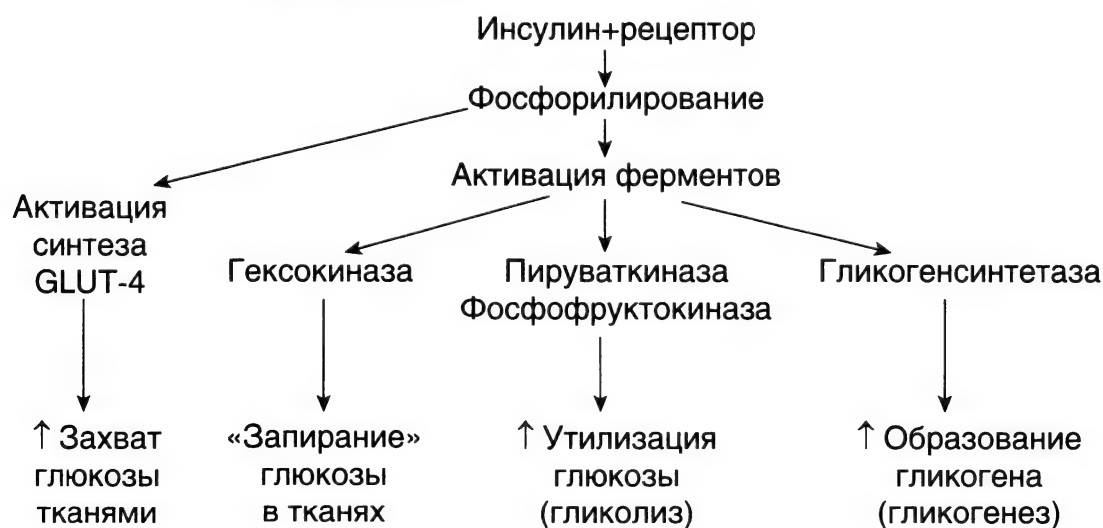 Инсулин+рецептор
Фосфорилирование
Активация ферментов
Активация
синтеза
GLUT-4
Гексокиназа
Пируваткиназа
Фосфофруктокиназа
Гликогенсинтетаза
↑ Захват
глюкозы
тканями
«Запирание»
глюкозы
в тканях
↑ Утилизация
глюкозы
(гликолиз)
↑ Образование
гликогена
(гликогенез)